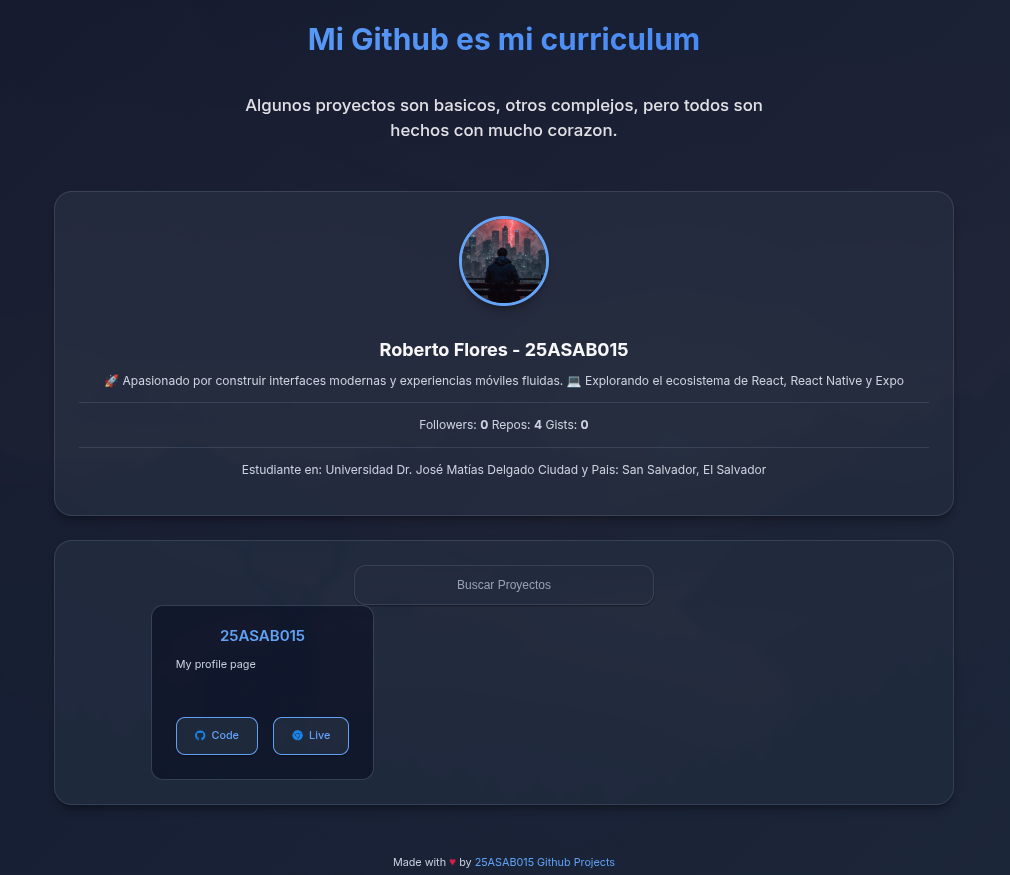 Mi Github es mi curriculum
Algunos proyectos son basicos, otros complejos, pero todos son
hechos con mucho corazon.
Roberto Flores - 25ASAB015
🚀 Apasionado por construir interfaces modernas y experiencias móviles fluidas. 💻 Explorando el ecosistema de React, React Native y Expo
Followers: 0 Repos: 4 Gists: 0
Estudiante en: Universidad Dr. José Matías Delgado Ciudad y Pais: San Salvador, El Salvador
Buscar Proyectos
25ASAB015
My profile page
Code Live
Made with ♥ by 25ASAB015 Github Projects